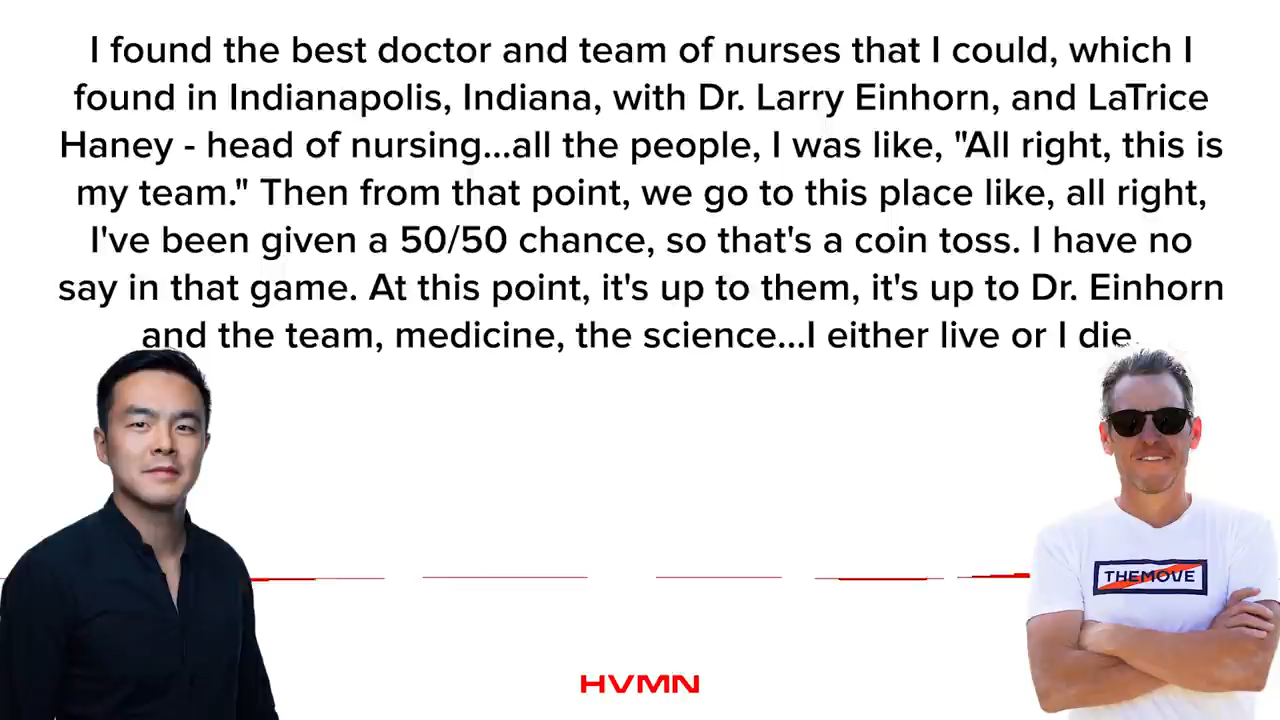 I found the best doctor and team of nurses that I could, which I
found in Indianapolis, Indiana, with Dr. Larry Einhorn, and LaTrice
Haney - head of nursing...all the people, I was like, "All right, this is
my team." Then from that point, we go to this place like, all right,
I've been given a 50/50 chance, so that's a coin toss. I have no
say in that game. At this point, it's up to them, it's up to Dr. Einhorn
and the team, medicine, the science...I either live or I die.
THEMOVE
HVMN